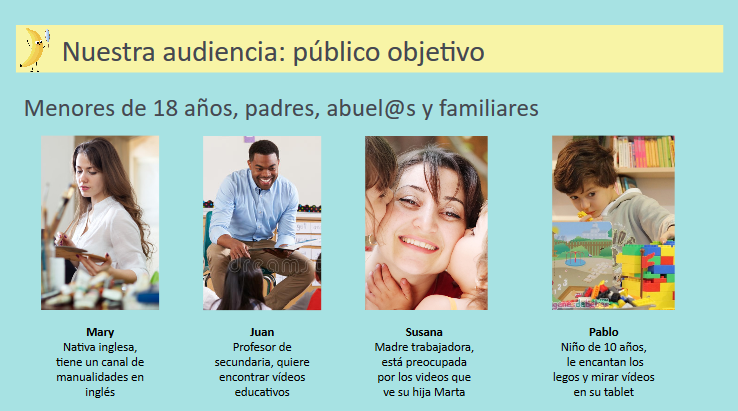 Nuestra audiencia: público objetivo
Menores de 18 años, padres, abuel@s y familiares
dreamstime
Mary
Nativa inglesa,
tiene un canal de
manualidades en
inglés
Juan
Profesor de
secundaria, quiere
encontrar vídeos
educativos
Susana
Madre trabajadora,
está preocupada
por los videos que
ve su hija Marta
Pablo
Niño de 10 años,
le encantan los
legos y mirar vídeos
en su tablet